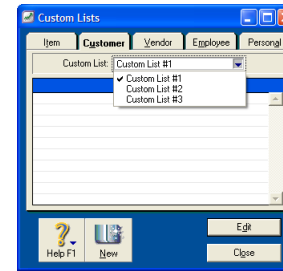 Custom Lists
Item Customer Vendor Employee Personal
Custom List: Custom List #1
✓ Custom List #1
Custom List #2
Custom List #3
Edit
Help F1 New Close